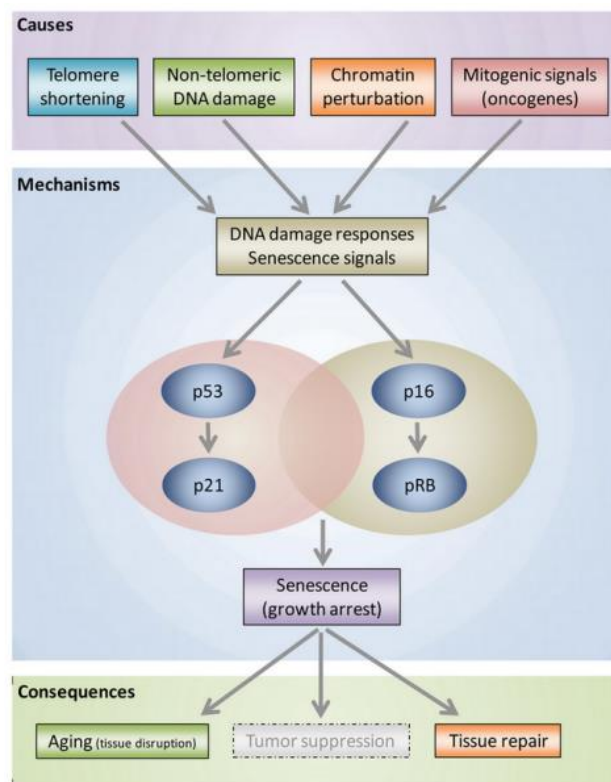 Causes
Telomere
shortening
Non-telomeric
DNA damage
Chromatin
perturbation
Mitogenic signals
(oncogenes)
Mechanisms
DNA damage responses
Senescence signals
p53
p16
p21
pRB
Senescence
(growth arrest)
Consequences
Aging (tissue disruption)
Tumor suppression
Tissue repair